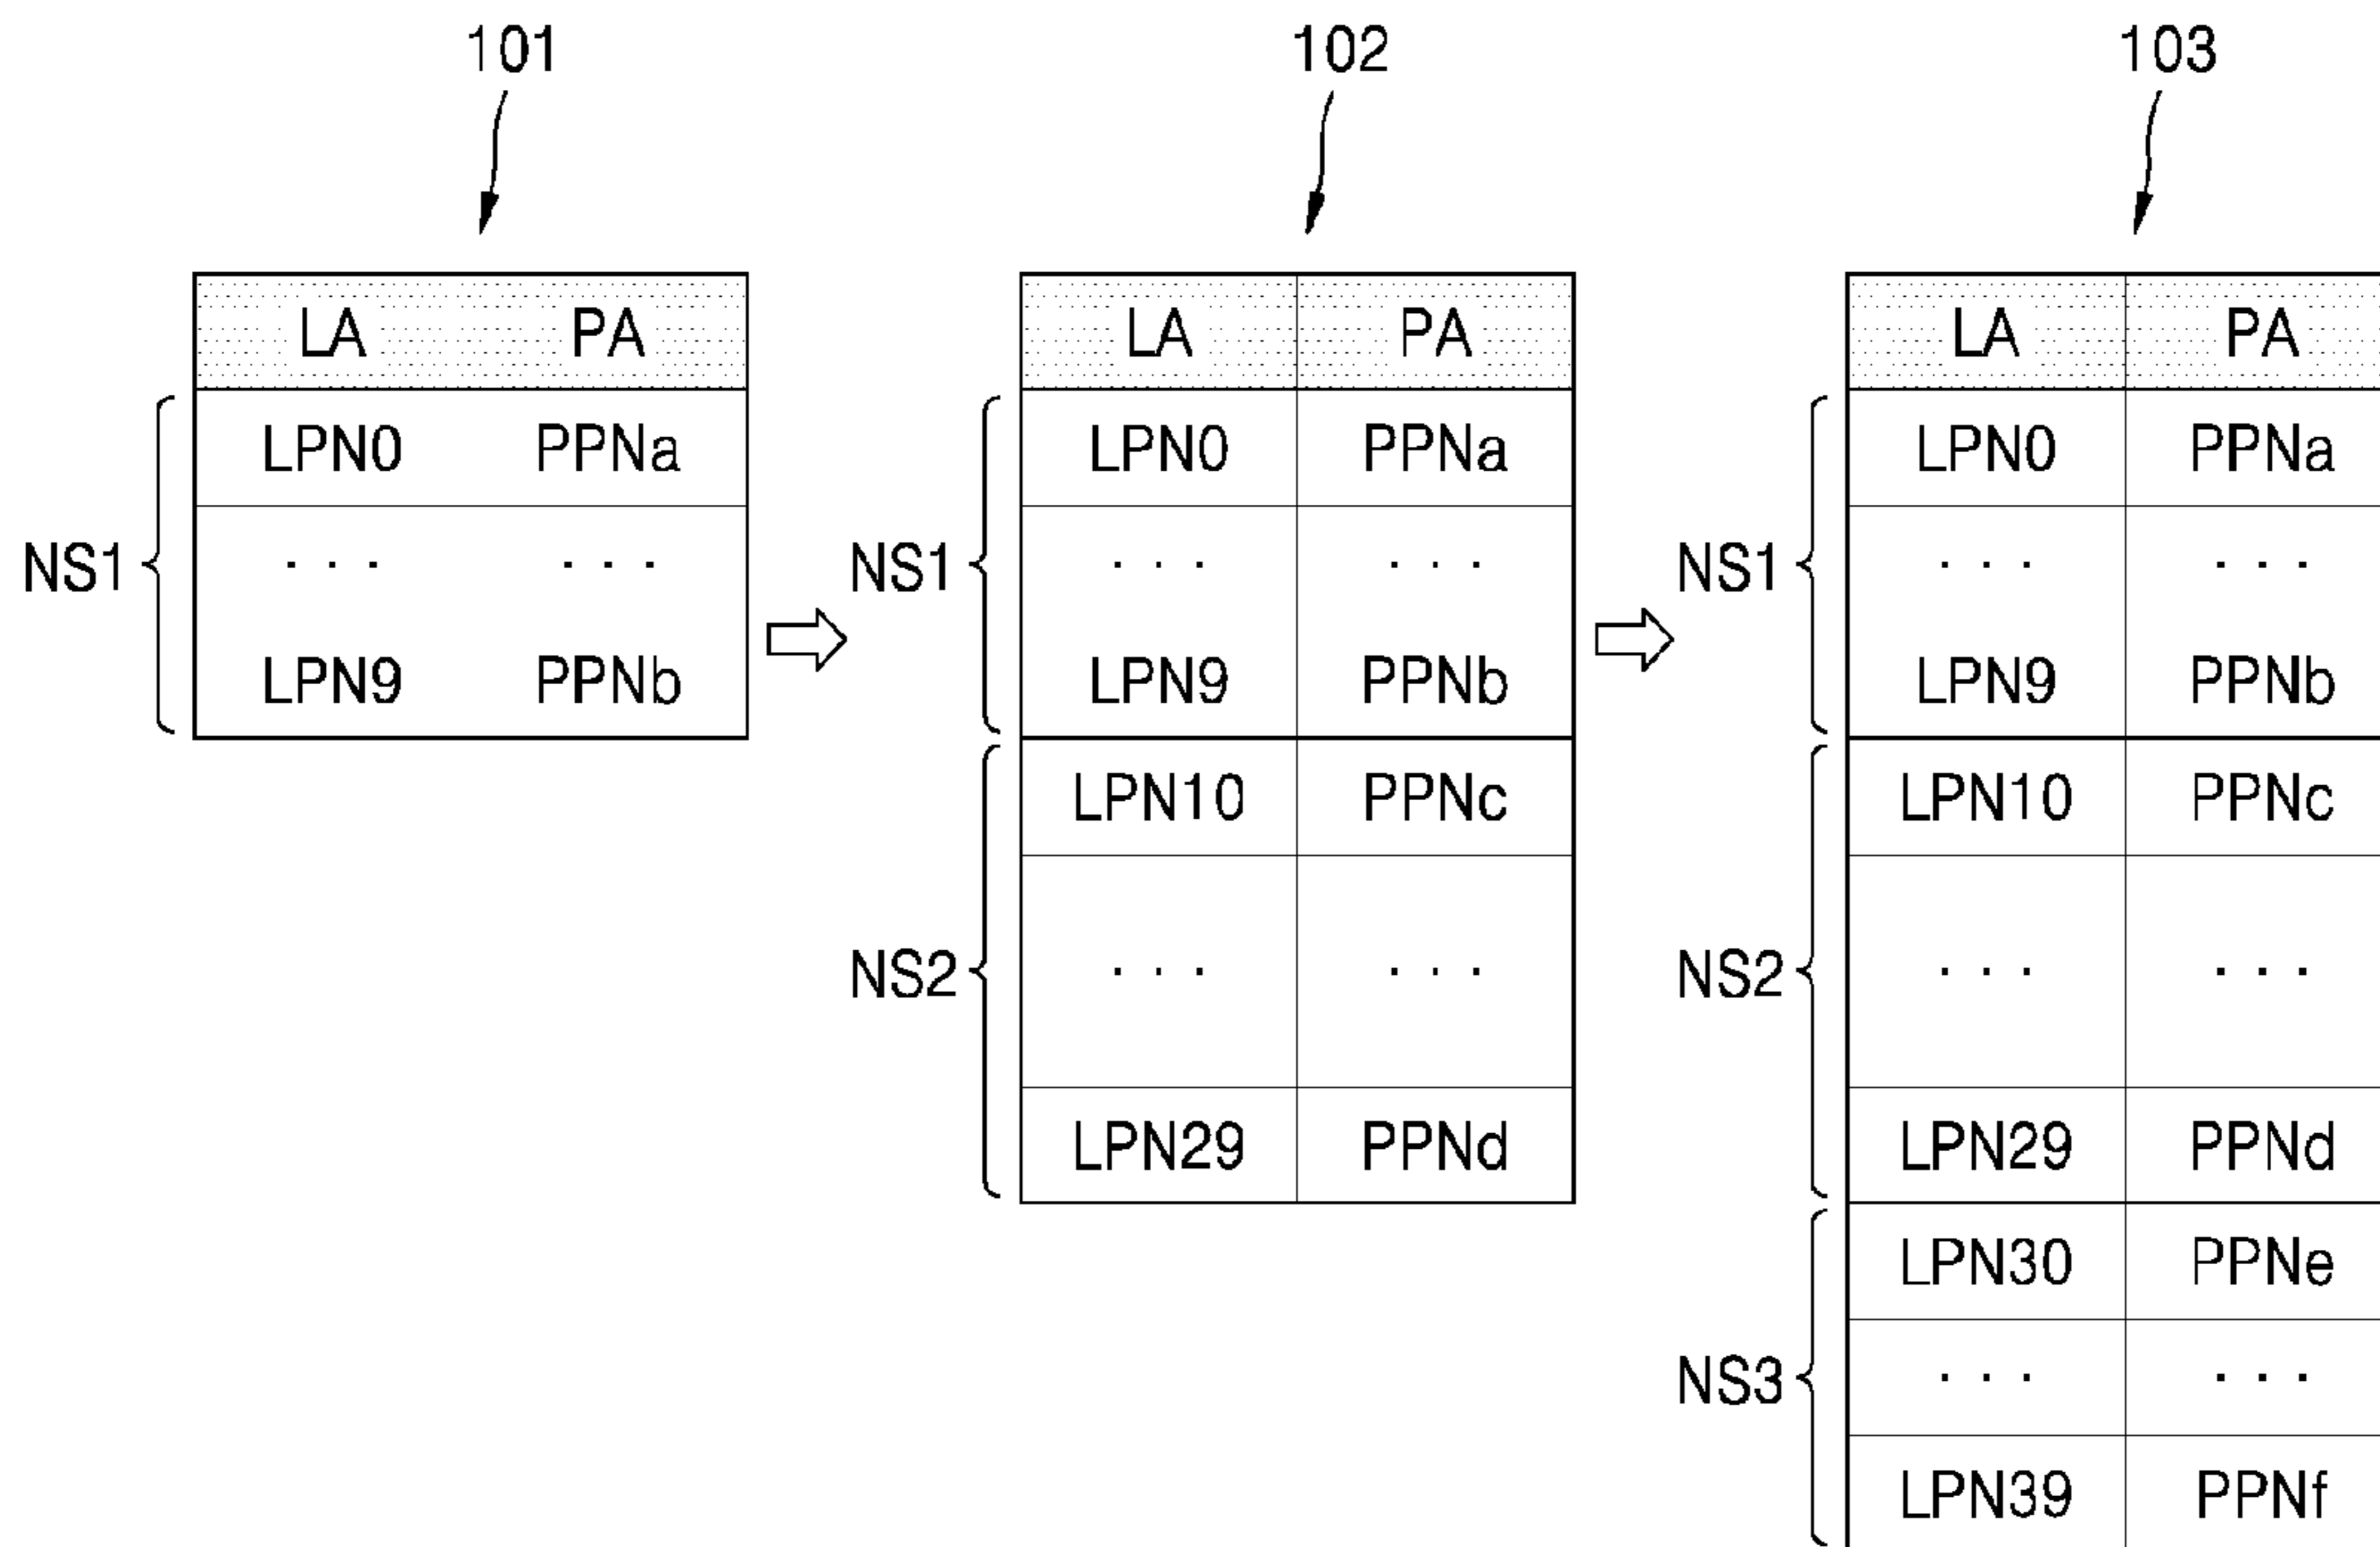 101 102 103
LA PA LA PA LA PA
LPN0 PPNa LPN0 PPNa LPN0 PPNa
NS1 · · · · · · NS1 · · · · · · NS1 · · · · · ·
LPN9 PPNb LPN9 PPNb LPN9 PPNb
LPN10 PPNc LPN10 PPNc
NS2 · · · · · · NS2 · · · · · ·
LPN29 PPNd LPN29 PPNd
LPN30 PPNe
NS3 · · · · · ·
LPN39 PPNf